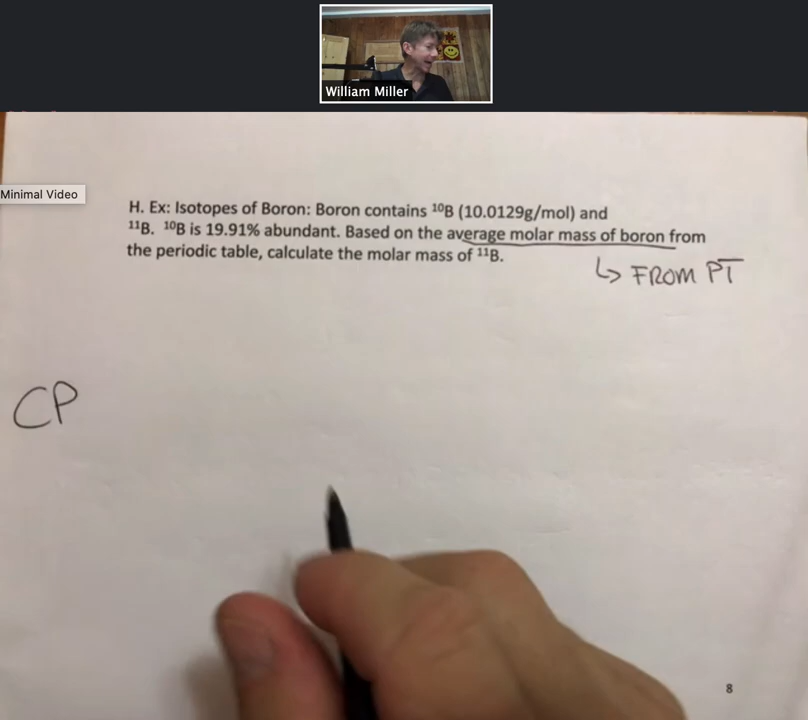 William Miller
Minimal Video
H. Ex: Isotopes of Boron: Boron contains ¹⁰B (10.0129g/mol) and
¹¹B. ¹⁰B is 19.91% abundant. Based on the average molar mass of boron from
the periodic table, calculate the molar mass of ¹¹B.
↳ FROM PT
CP
8